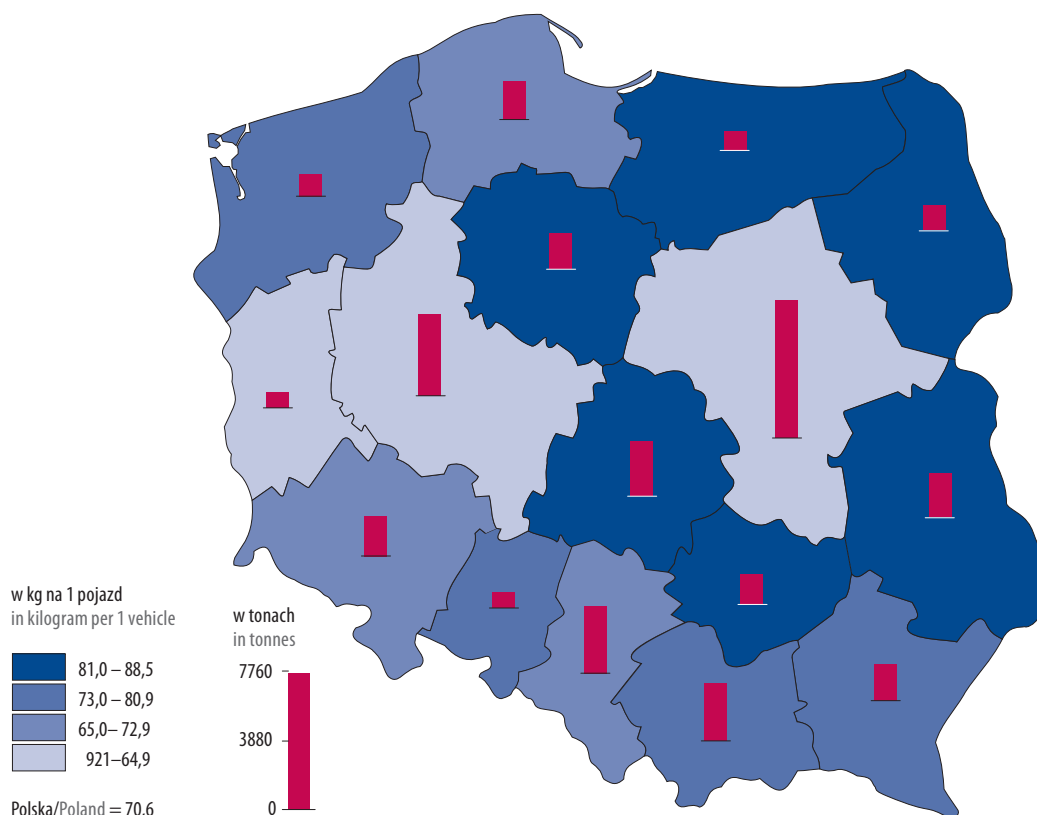 w kg na 1 pojazd
in kilogram per 1 vehicle
81,0 – 88,5
73,0 – 80,9
65,0– 72,9
921–64,9
Polska/Poland = 70,6
w tonach
in tonnes
7760
3880
0